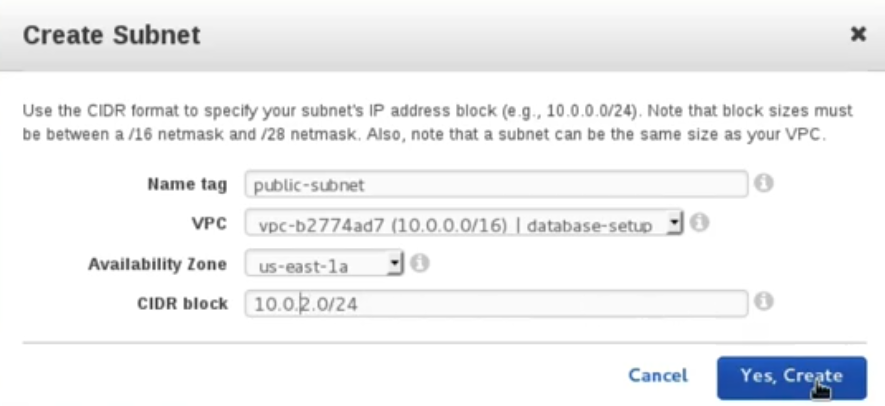 Create Subnet
Use the CIDR format to specify your subnet's IP address block (e.g., 10.0.0.0/24). Note that block sizes must
be between a /16 netmask and /28 netmask. Also, note that a subnet can be the same size as your VPC.
Name tag public-subnet
VPC vpc-b2774ad7 (10.0.0.0/16) | database-setup
Availability Zone us-east-1a
CIDR block 10.0.2.0/24
Cancel Yes, Create